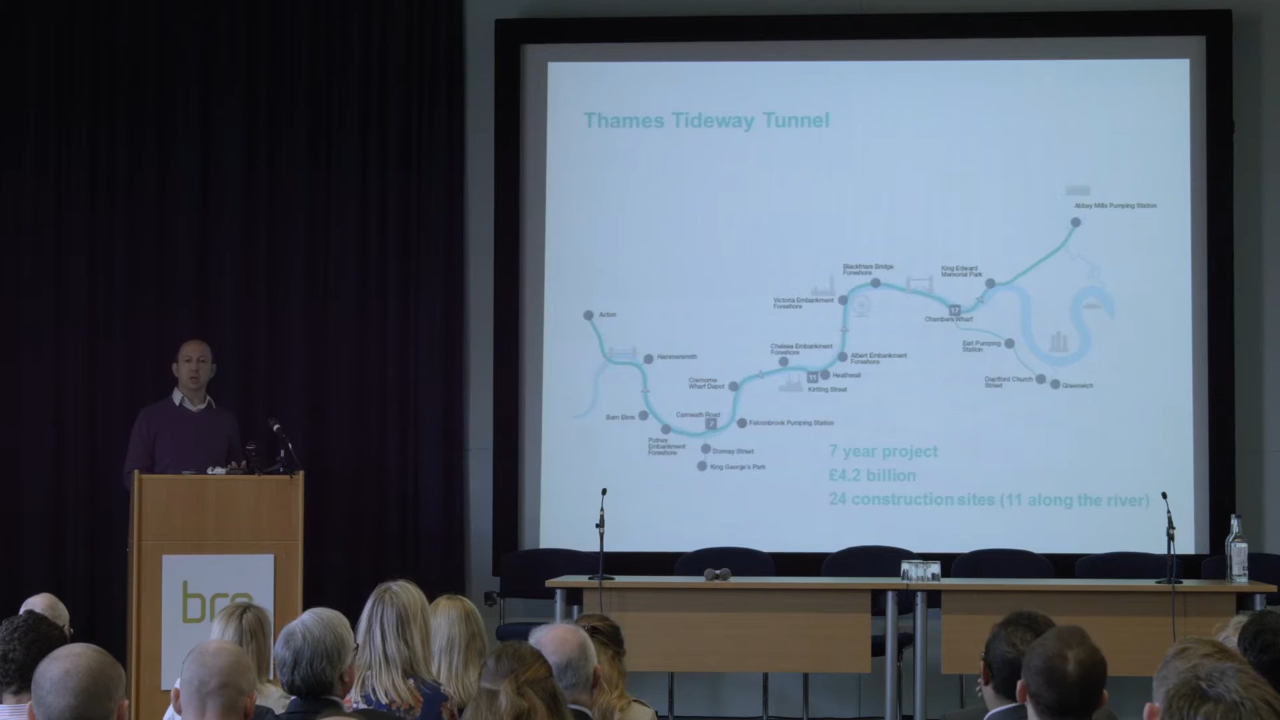 Thames Tideway Tunnel
Abbey Mills Pumping Station
King Edward
Memorial Park
Blackfriars Bridge
Foreshore
Victoria Embankment
Foreshore
Chambers Wharf
Acton
Hammersmith
Chelsea Embankment
Foreshore
Albert Embankment
Foreshore
Earl Pumping
Station
Heathwall
Kirtling Street
Cremorne
Wharf Depot
Deptford Church
Street
Greenwich
Barn Elms
Carnwath Road
Falconbrook Pumping Station
Putney
Embankment
Foreshore
Dormay Street
King George's Park
7 year project
£4.2 billion
24 construction sites (11 along the river)
bre